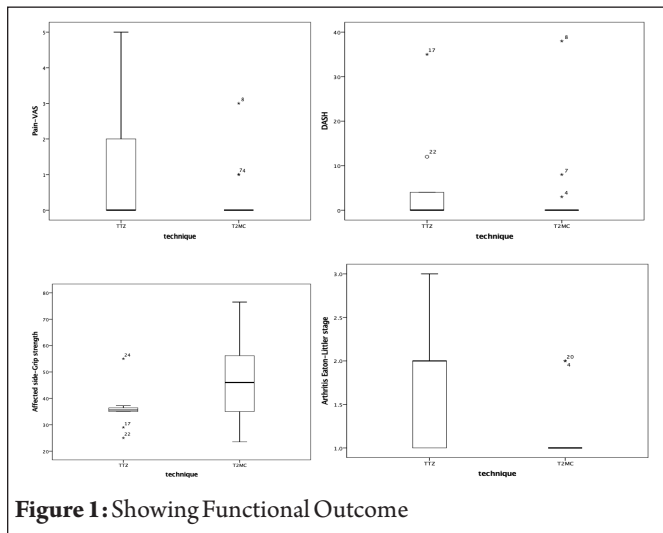 5
4
3
2
1
0
Pain-VAS
8
74
TTZ
T2MC
technique
40
30
20
10
0
DASH
17
22
8
7
4
TTZ
T2MC
technique
80
70
60
50
40
30
20
Affected side-Grip strength
24
17
22
TTZ
T2MC
technique
3.0
2.5
2.0
1.5
1.0
Arthritis Eaton-Littler stage
20
4
TTZ
T2MC
technique
Figure 1: Showing Functional Outcome